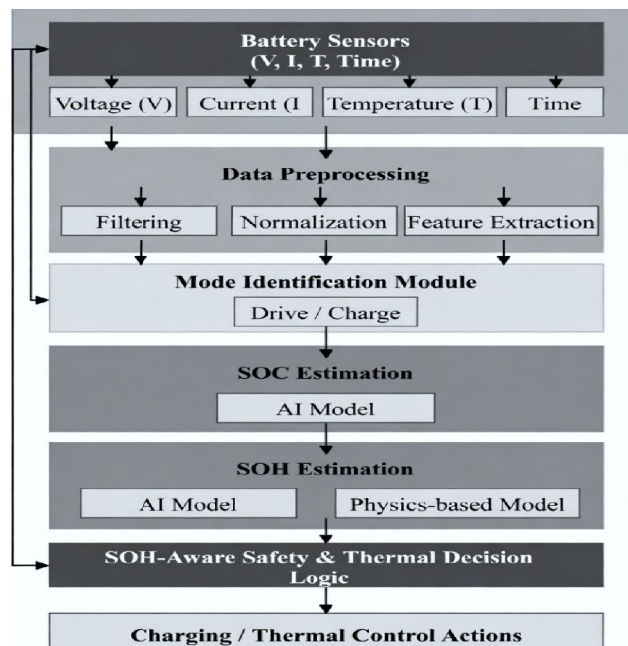 Battery Sensors
(V, I, T, Time)
Voltage (V) Current (I Temperature (T) Time
Data Preprocessing
Filtering Normalization Feature Extraction
Mode Identification Module
Drive / Charge
SOC Estimation
AI Model
SOH Estimation
AI Model Physics-based Model
SOH-Aware Safety & Thermal Decision
Logic
Charging / Thermal Control Actions